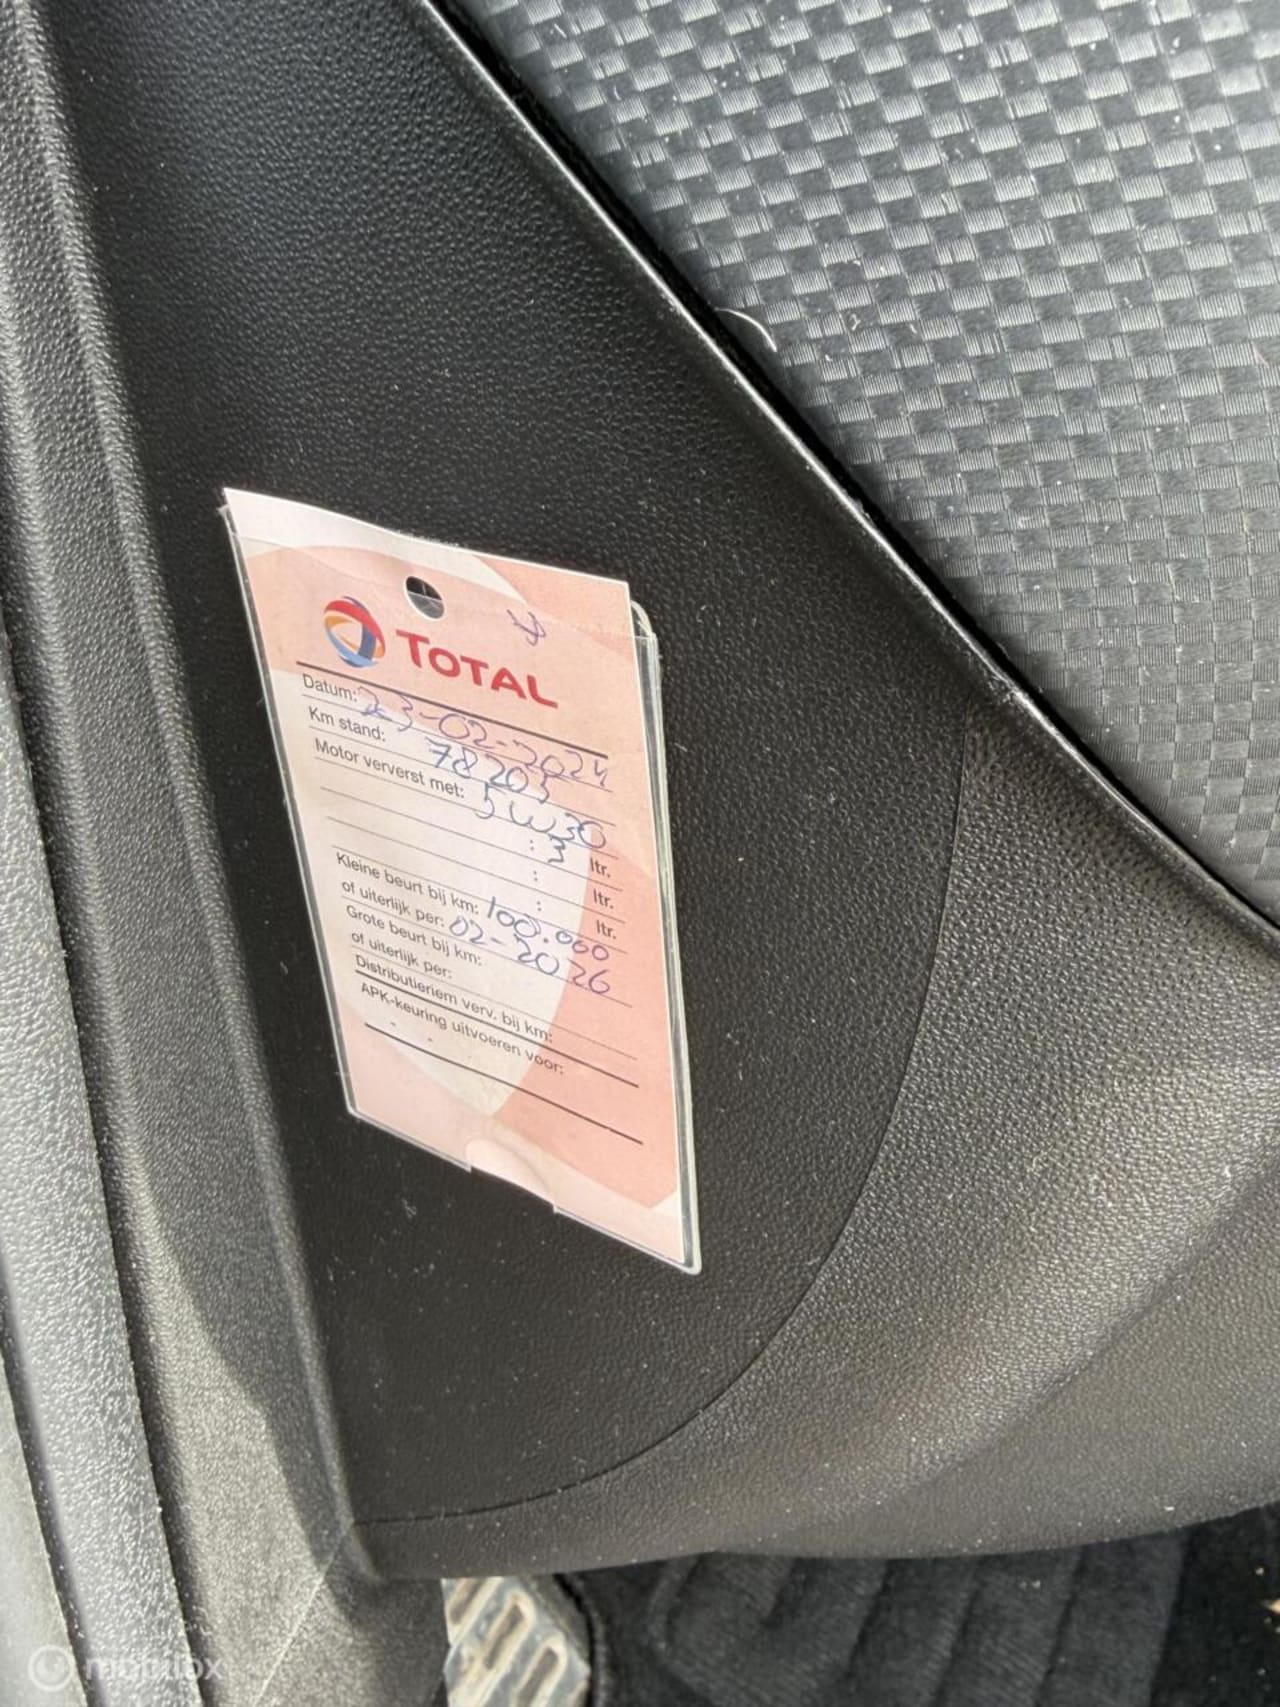 TOTAL
Datum: 23-02-2024
Km stand: 78203
Motor ververst met: 5W30
: 3 ltr.
: ltr.
: ltr.
Kleine beurt bij km: 100.000
of uiterlijk per: 02-2026
Grote beurt bij km:
of uiterlijk per:
Distributieriem verv. bij km:
APK-keuring uitvoeren voor:
mobilox